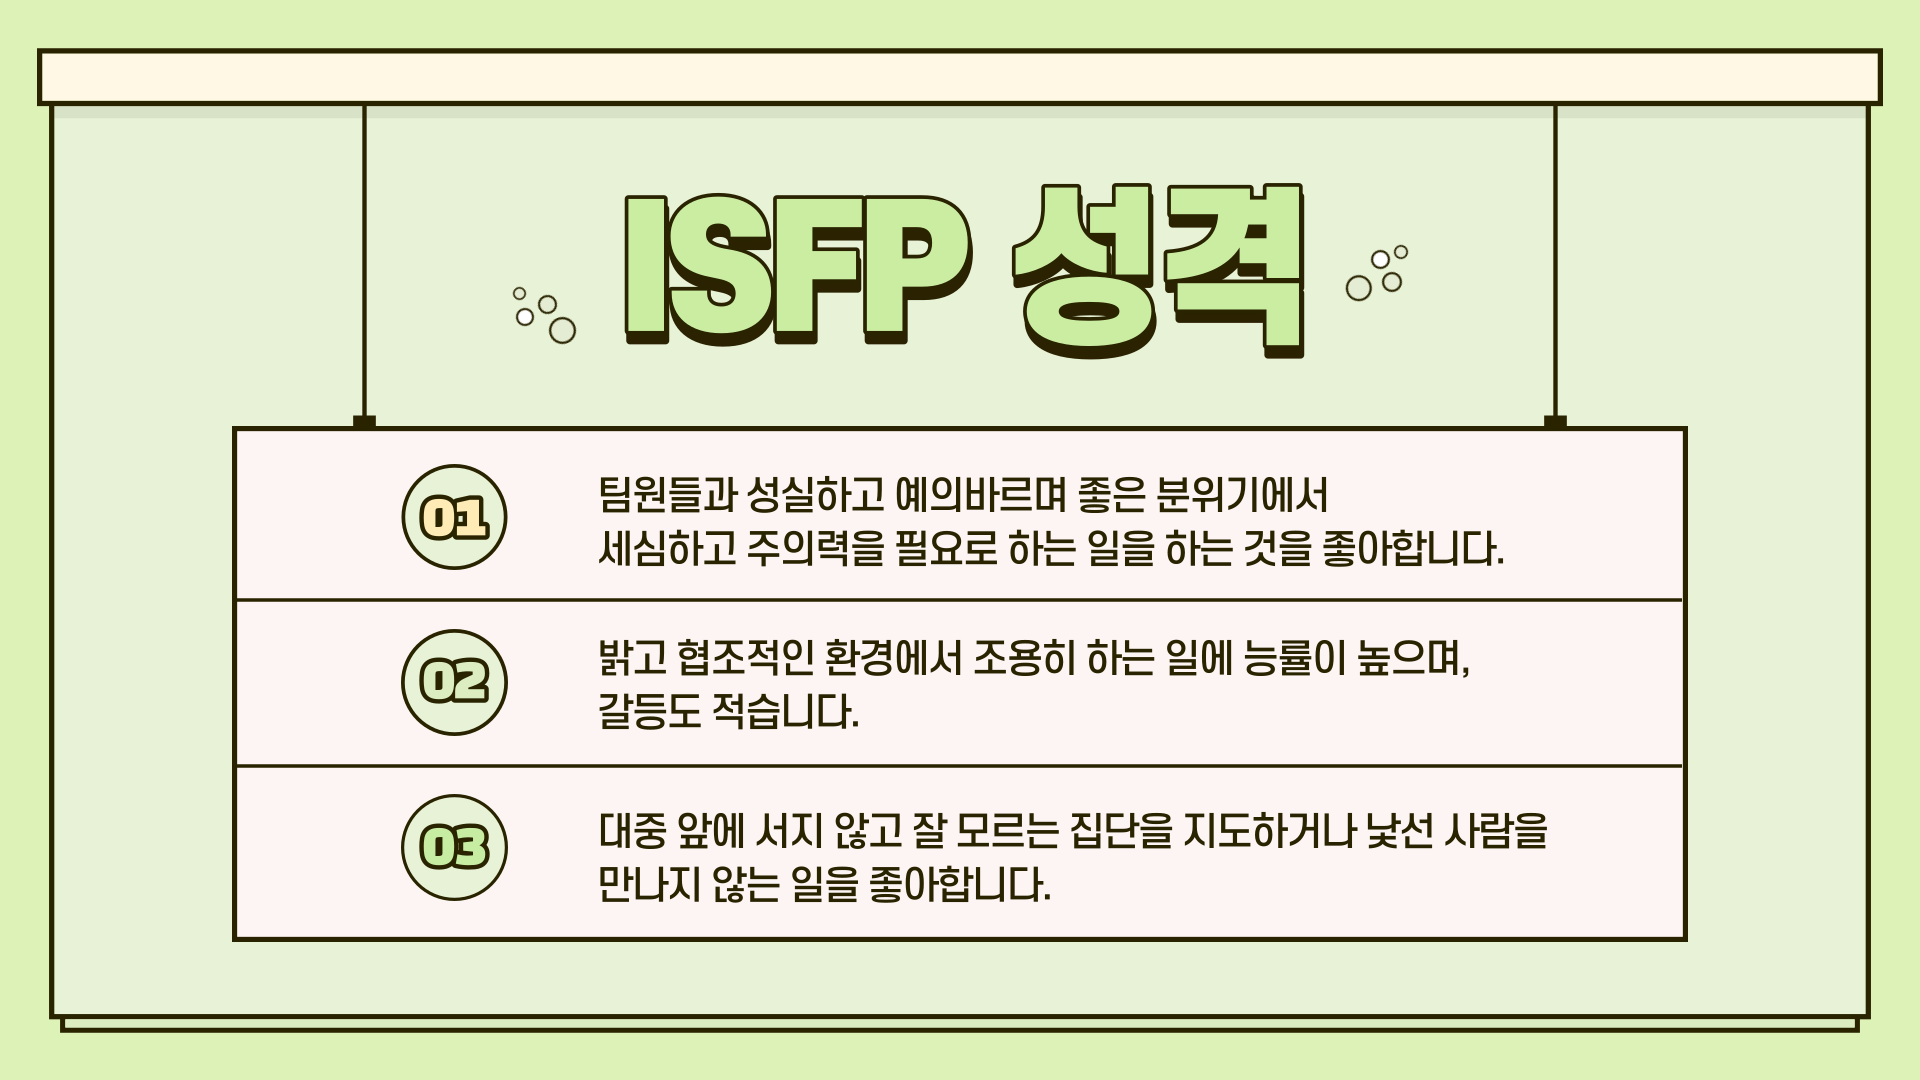 ISFP 성격
01
팀원들과 성실하고 예의바르며 좋은 분위기에서
세심하고 주의력을 필요로 하는 일을 하는 것을 좋아합니다.
02
밝고 협조적인 환경에서 조용히 하는 일에 능률이 높으며,
갈등도 적습니다.
03
대중 앞에 서지 않고 잘 모르는 집단을 지도하거나 낯선 사람을
만나지 않는 일을 좋아합니다.